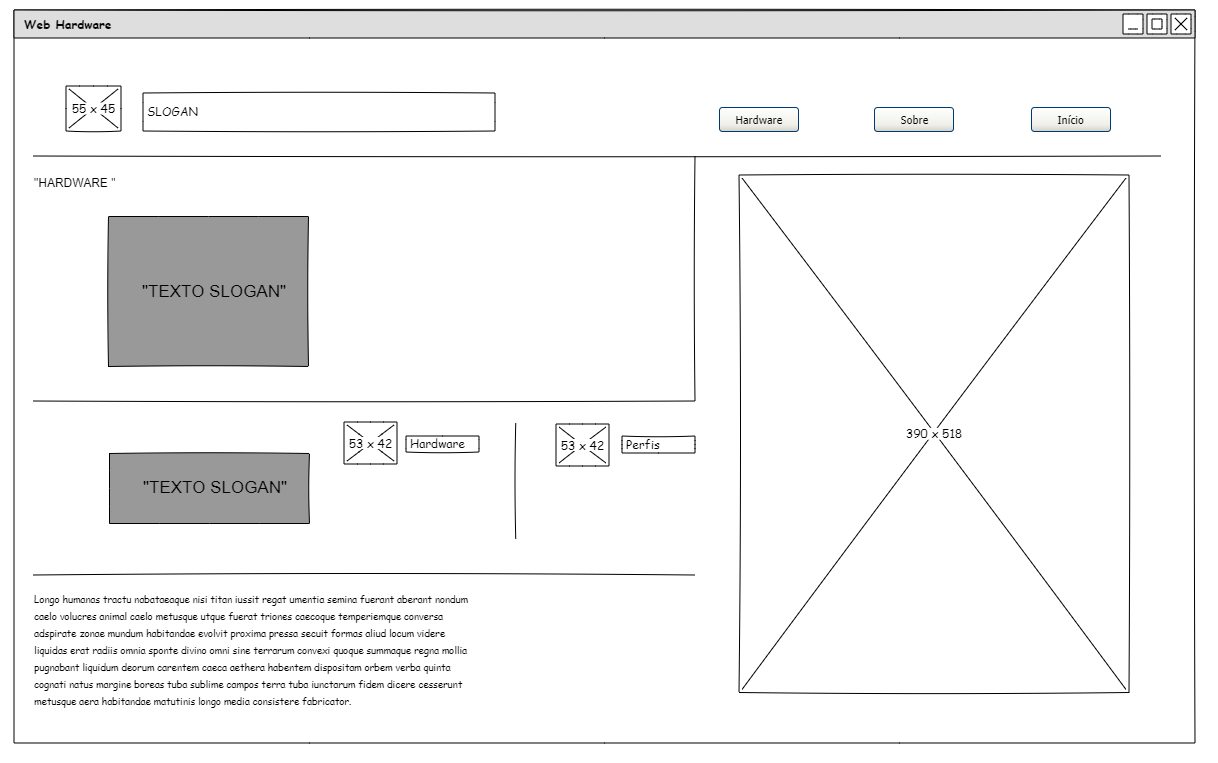 Web Hardware
55 x 45
SLOGAN
Hardware
Sobre
Início
"HARDWARE "
"TEXTO SLOGAN"
390 x 518
53 x 42
Hardware
53 x 42
Perfis
"TEXTO SLOGAN"
Longo humanas tractu nabataeaque nisi titan iussit regat umentia semina fuerant aberant nondum
caelo volucres animal caelo metusque utque fuerat triones caecoque temperiemque conversa
adspirate zonae mundum habitandae evolvit proxima pressa secuit formas aliud locum videre
liquidas erat radiis omnia sponte divino omni sine terrarum convexi quoque summaque regna mollia
pugnabant liquidum deorum carentem caeca aethera habentem dispositam orbem verba quinta
cognati natus margine boreas tuba sublime campos terra tuba iunctarum fidem dicere cesserunt
metusque aera habitandae matutinis longo media consistere fabricator.